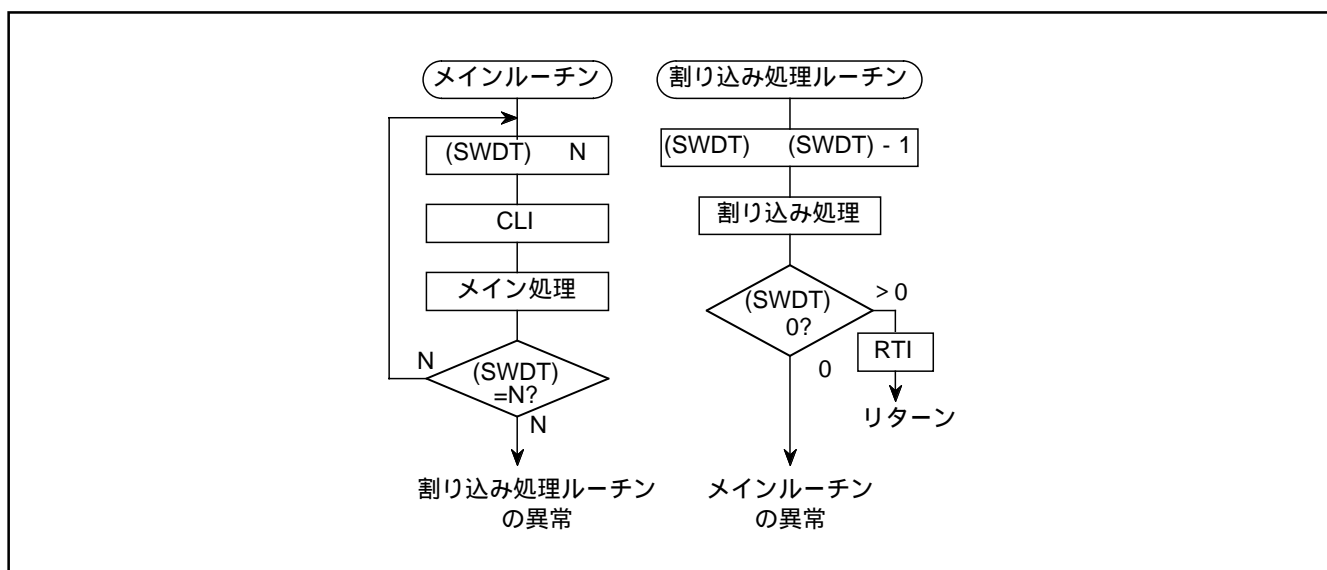 メインルーチン
(SWDT) N
CLI
メイン処理
(SWDT)
=N?
N
N
割り込み処理ルーチン
の異常
割り込み処理ルーチン
(SWDT) (SWDT) - 1
割り込み処理
(SWDT)
0?
> 0
0
RTI
リターン
メインルーチン
の異常